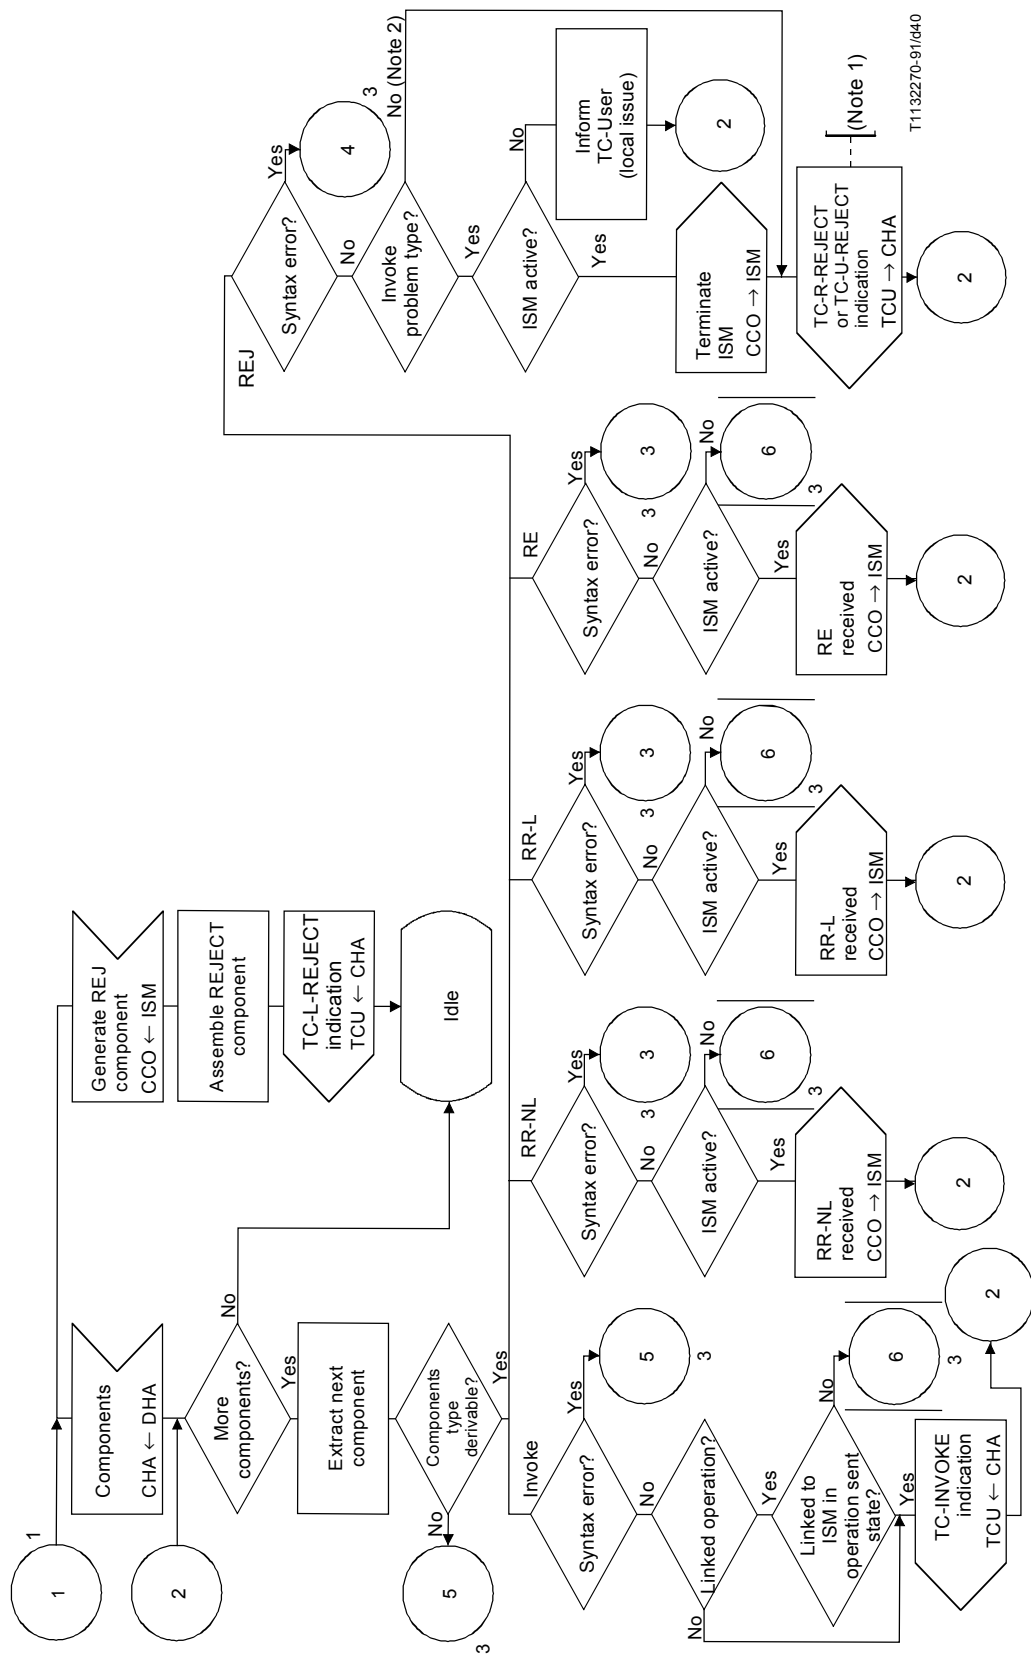 1
1
Components
CHA ← DHA
Generate REJ
component
CCO ← ISM
2
More
components?
No
Yes
Assemble REJECT
component
Extract next
component
TC-L-REJECT
indication
TCU ← CHA
Components
type
derivable?
No
Yes
5
3
Idle
Invoke
RR-NL
RR-L
RE
REJ
Syntax error?
Yes
No
5
3
Linked operation?
No
Yes
Linked to
ISM in
operation sent
state?
No
Yes
6
3
TC-INVOKE
indication
TCU ← CHA
2
Syntax error?
Yes
No
3
3
ISM active?
No
Yes
6
3
RR-NL
received
CCO → ISM
2
Syntax error?
Yes
No
3
3
ISM active?
No
Yes
6
3
RR-L
received
CCO → ISM
2
Syntax error?
Yes
No
3
3
ISM active?
No
Yes
6
3
RE
received
CCO → ISM
2
Syntax error?
Yes
No
4
3
Invoke
problem type?
No (Note 2)
Yes
ISM active?
No
Yes
Inform
TC-User
(local issue)
2
Terminate
ISM
CCO → ISM
TC-R-REJECT
or TC-U-REJECT
indication
TCU → CHA
(Note 1)
2
T1132270-91/d40